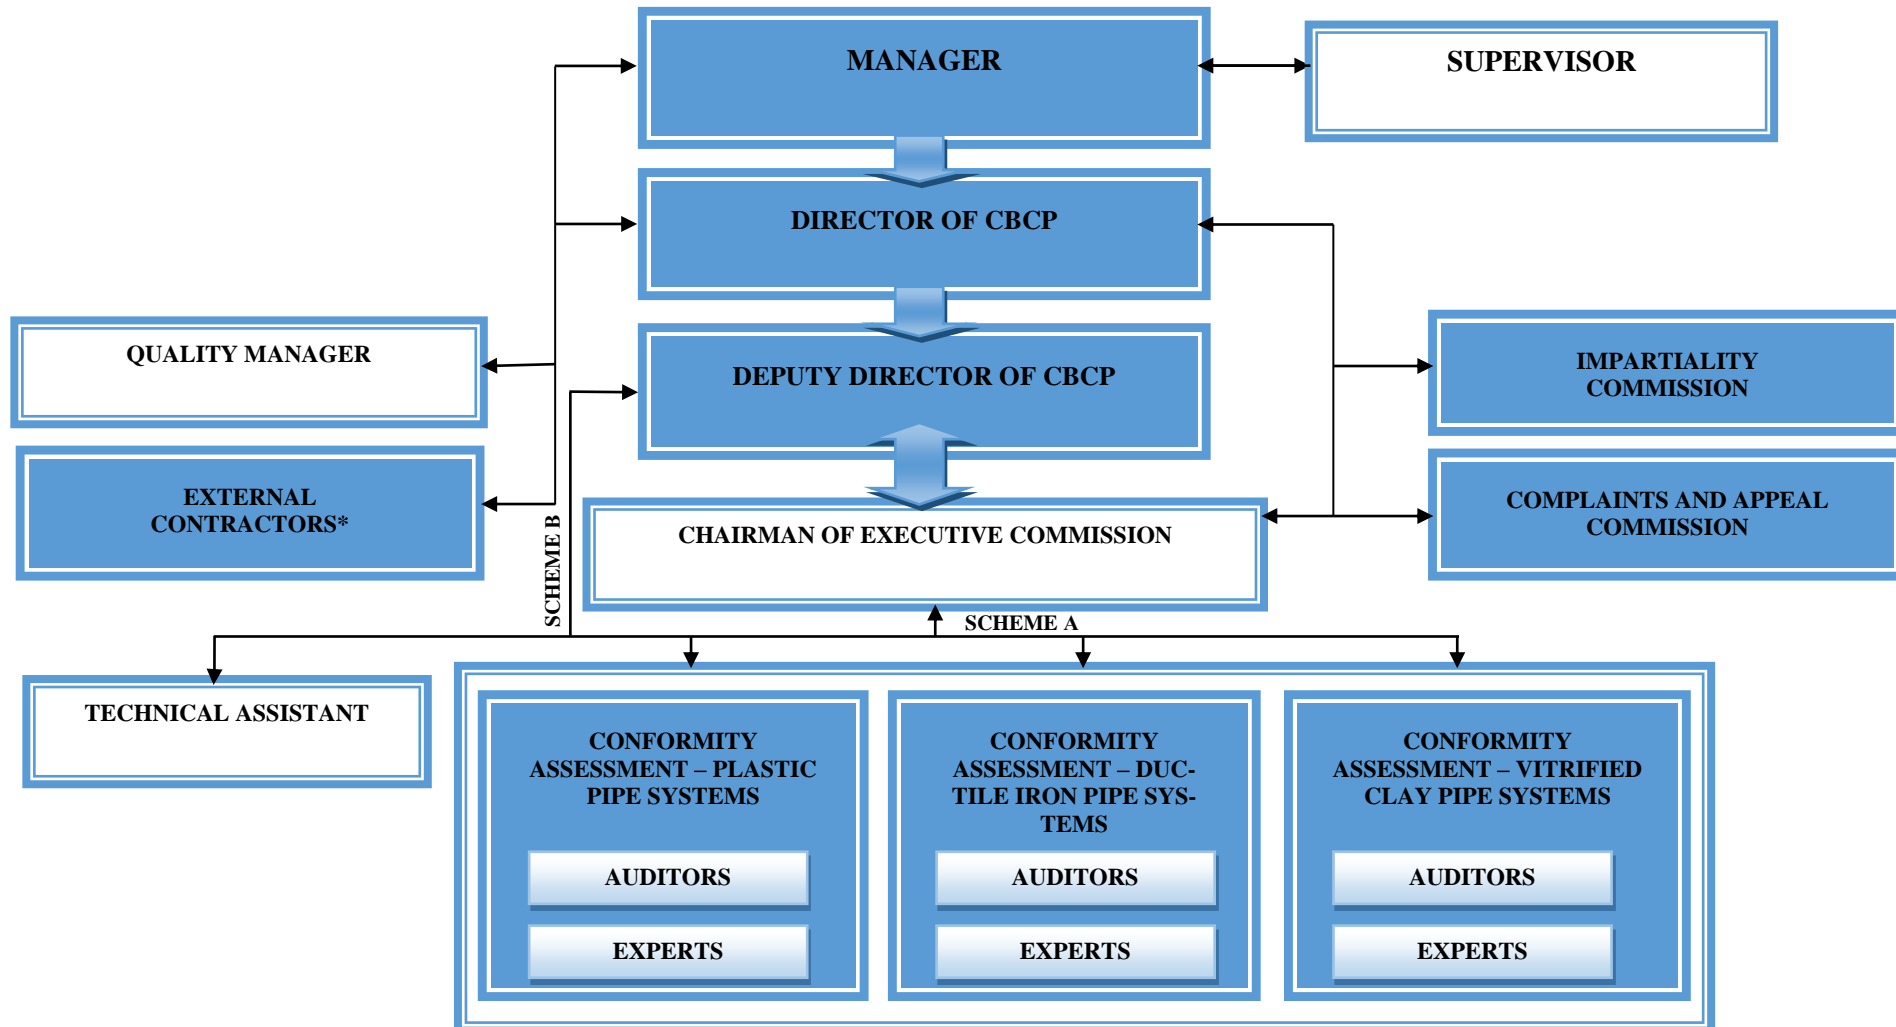 MANAGER
SUPERVISOR
DIRECTOR OF CBCP
QUALITY MANAGER
DEPUTY DIRECTOR OF CBCP
IMPARTIALITY
COMMISSION
EXTERNAL
CONTRACTORS*
SCHEME B
CHAIRMAN OF EXECUTIVE COMMISSION
COMPLAINTS AND APPEAL
COMMISSION
SCHEME A
TECHNICAL ASSISTANT
CONFORMITY
ASSESSMENT – PLASTIC
PIPE SYSTEMS
AUDITORS
EXPERTS
CONFORMITY
ASSESSMENT – DUC-
TILE IRON PIPE SYS-
TEMS
AUDITORS
EXPERTS
CONFORMITY
ASSESSMENT – VITRIFIED
CLAY PIPE SYSTEMS
AUDITORS
EXPERTS